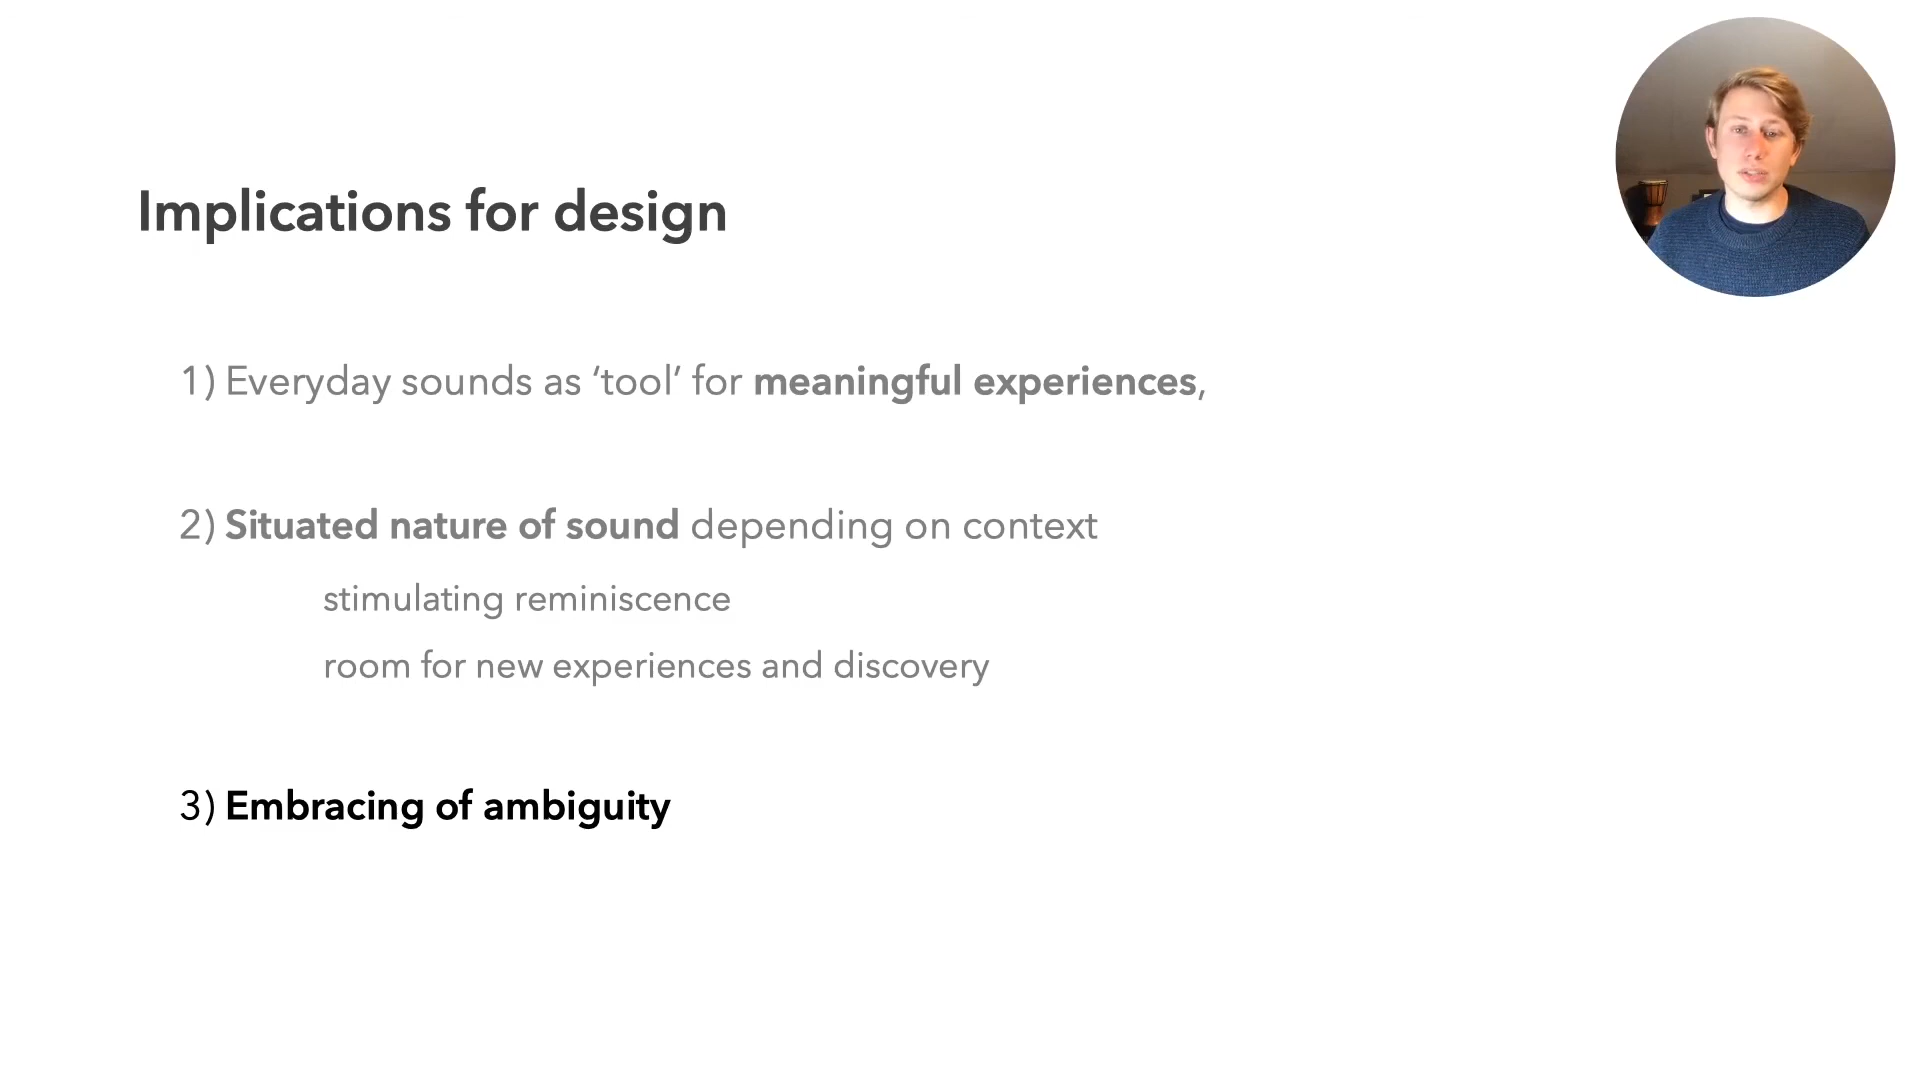 Implications for design
1) Everyday sounds as ‘tool’ for meaningful experiences,
2) Situated nature of sound depending on context
stimulating reminiscence
room for new experiences and discovery
3) Embracing of ambiguity